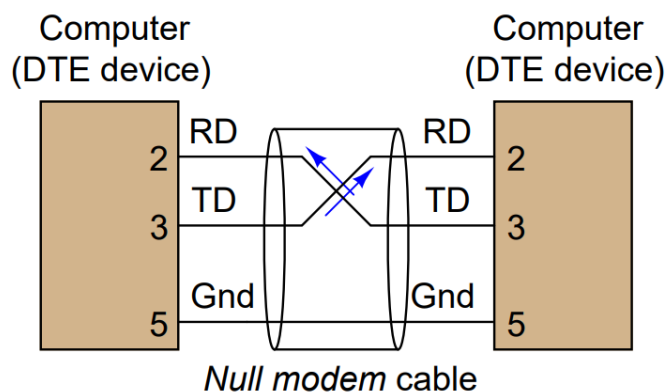 Computer
(DTE device)
Computer
(DTE device)
RD
RD
2
2
TD
TD
3
3
Gnd
Gnd
5
5
Null modem cable